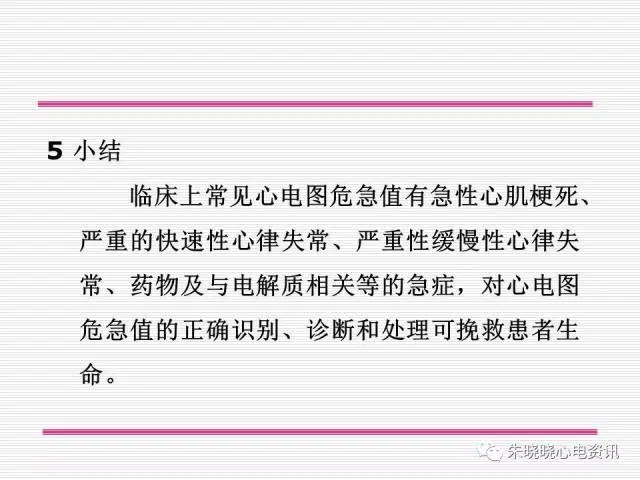 5 小结
临床上常见心电图危急值有急性心肌梗死、
严重的快速性心律失常、严重性缓慢性心律失
常、药物及与电解质相关等的急症，对心电图
危急值的正确识别、诊断和处理可挽救患者生
命。
朱晓晓心电资讯